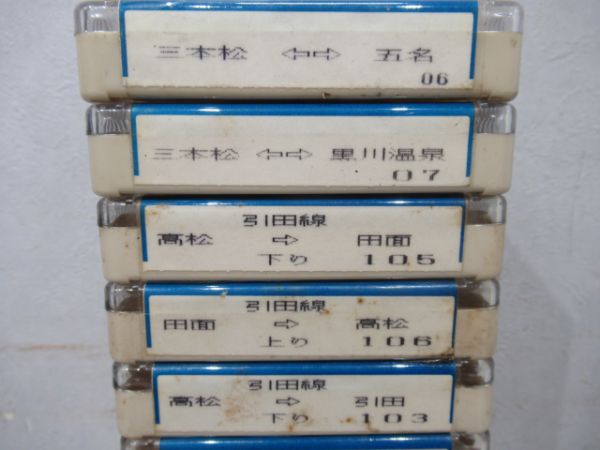 三本松 ⇔ 五名
06
三本松 ⇔ 黒川温泉
07
引田線
高松 ⇨ 田面
下り 105
引田線
田面 ⇨ 高松
上り 106
引田線
高松 ⇨ 引田
下り 103